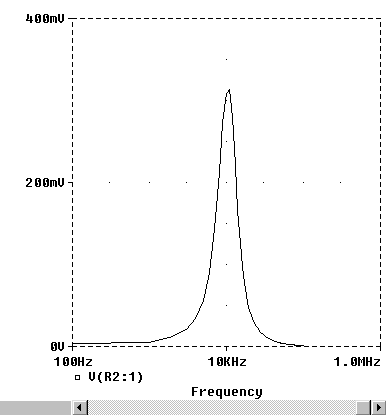 400mV
200mV
0V
100Hz 10KHz 1.0MHz
V(R2:1)
Frequency